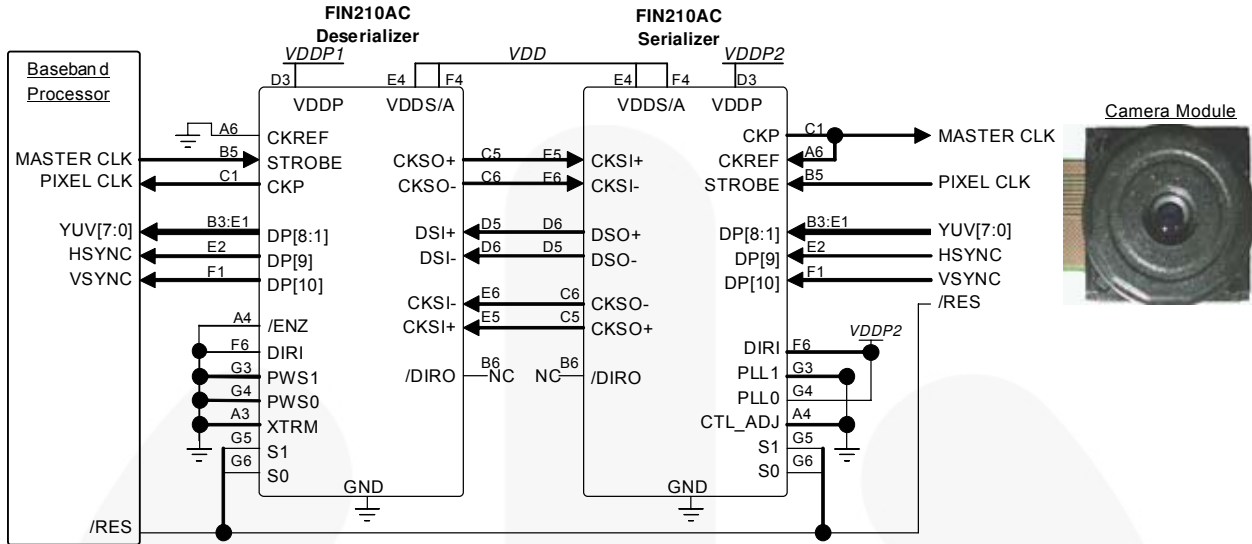 FIN210AC
Deserializer
FIN210AC
Serializer
VDDP1
VDD
VDDP2
D3
E4
F4
E4
F4
D3
Baseband
Processor
VDDP
VDDS/A
VDDS/A
VDDP
Camera Module
A6
CKREF
CKP
C1
MASTER CLK
MASTER CLK
B5
STROBE
CKSO+
C5
E5
CKSI+
CKREF
A6
PIXEL CLK
C1
CKP
CKSO-
C6
E6
CKSI-
STROBE
B5
PIXEL CLK
YUV[7:0]
B3:E1
DP[8:1]
DSI+
D5
D6
DSO+
DP[8:1]
B3:E1
YUV[7:0]
HSYNC
E2
DP[9]
DSI-
D6
D5
DSO-
DP[9]
E2
HSYNC
VSYNC
F1
DP[10]
DP[10]
F1
VSYNC
CKSI-
E6
C6
CKSO-
/RES
A4
/ENZ
CKSI+
E5
C5
CKSO+
VDDP2
F6
DIRI
DIRI
F6
G3
PWS1
/DIRO
B6
NC
NC
B6
/DIRO
PLL1
G3
G4
PWS0
PLL0
G4
A3
XTRM
CTL_ADJ
A4
G5
S1
S1
G5
G6
S0
S0
G6
GND
GND
/RES